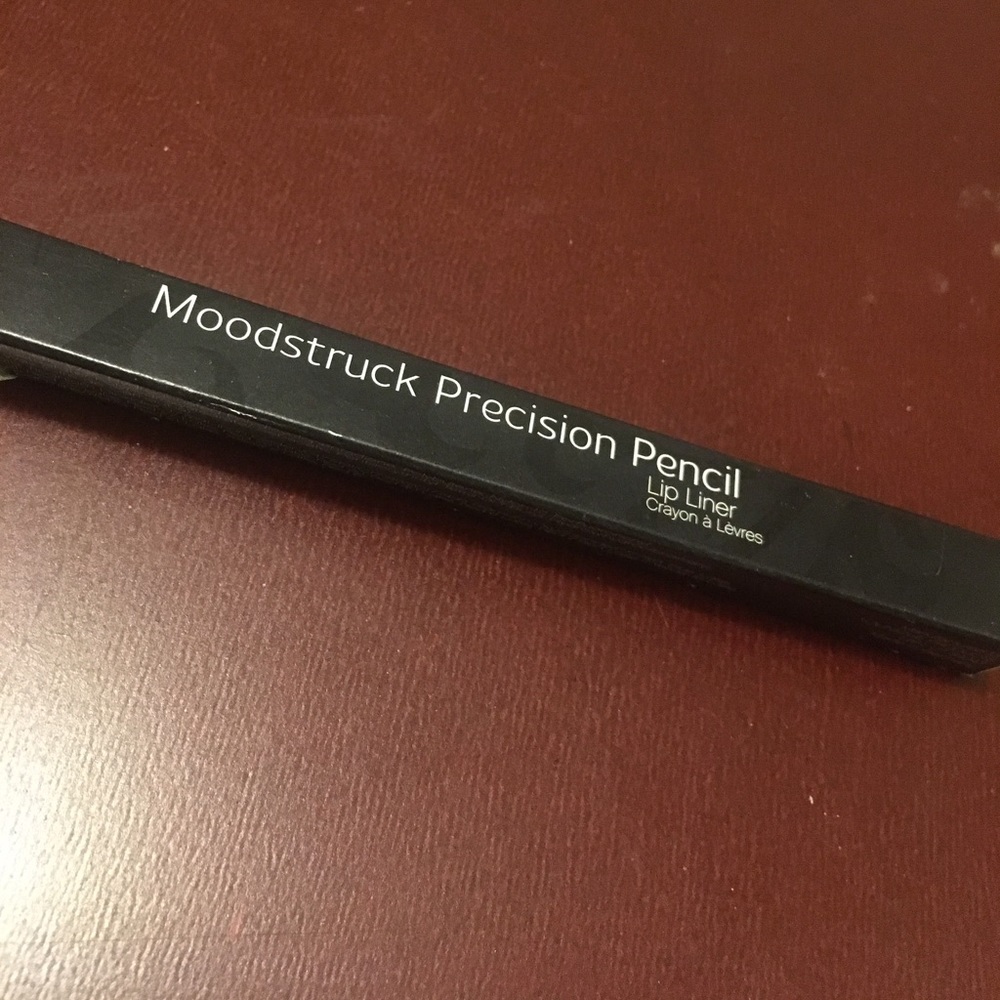 Moodstruck Precision Pencil
Lip Liner
Crayon à Lèvres